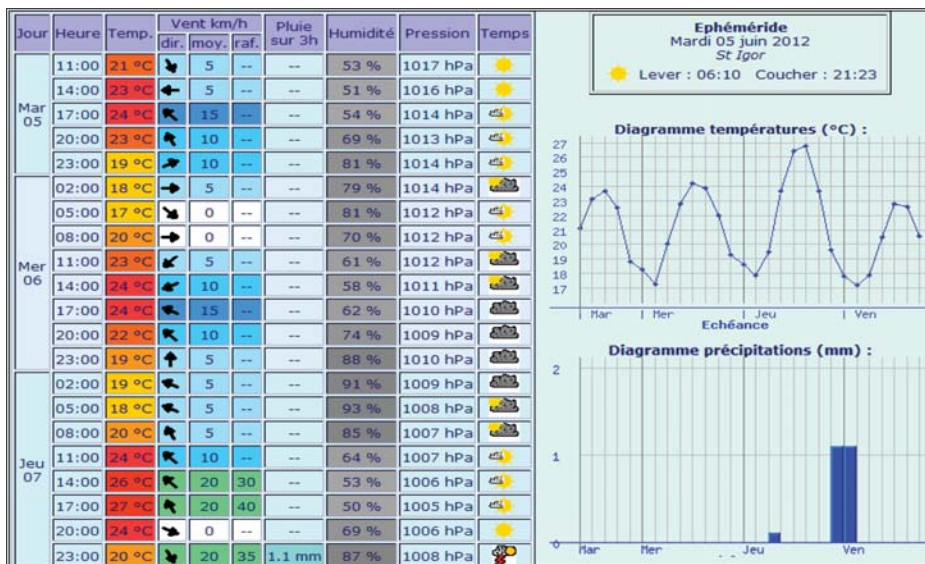 Jour Heure Temp. Vent km/h Pluie sur 3h Humidité Pression Temps
dir. moy. raf.
Mar 05
11:00 21 °C 5 -- -- 53 % 1017 hPa
14:00 23 °C 5 -- -- 51 % 1016 hPa
17:00 24 °C 15 -- -- 54 % 1014 hPa
20:00 23 °C 10 -- -- 69 % 1013 hPa
23:00 19 °C 10 -- -- 81 % 1014 hPa
Mer 06
02:00 18 °C 5 -- -- 79 % 1014 hPa
05:00 17 °C 0 -- -- 81 % 1012 hPa
08:00 20 °C 0 -- -- 70 % 1012 hPa
11:00 23 °C 5 -- -- 61 % 1012 hPa
14:00 24 °C 10 -- -- 58 % 1011 hPa
17:00 24 °C 15 -- -- 62 % 1010 hPa
20:00 22 °C 10 -- -- 74 % 1009 hPa
23:00 19 °C 5 -- -- 88 % 1010 hPa
Jeu 07
02:00 19 °C 5 -- -- 91 % 1009 hPa
05:00 18 °C 5 -- -- 93 % 1008 hPa
08:00 20 °C 5 -- -- 85 % 1007 hPa
11:00 24 °C 10 -- -- 64 % 1007 hPa
14:00 26 °C 20 30 -- 53 % 1006 hPa
17:00 27 °C 20 40 -- 50 % 1005 hPa
20:00 24 °C 0 -- -- 69 % 1006 hPa
23:00 20 °C 20 35 1.1 mm 87 % 1008 hPa
Ephéméride
Mardi 05 juin 2012
St Igor
Lever : 06:10 Coucher : 21:23
Diagramme températures (°C) :
27
26
25
24
23
22
21
20
19
18
17
Mar Mer Jeu Ven
Echéance
Diagramme précipitations (mm) :
2
1
0
Mar Mer Jeu Ven